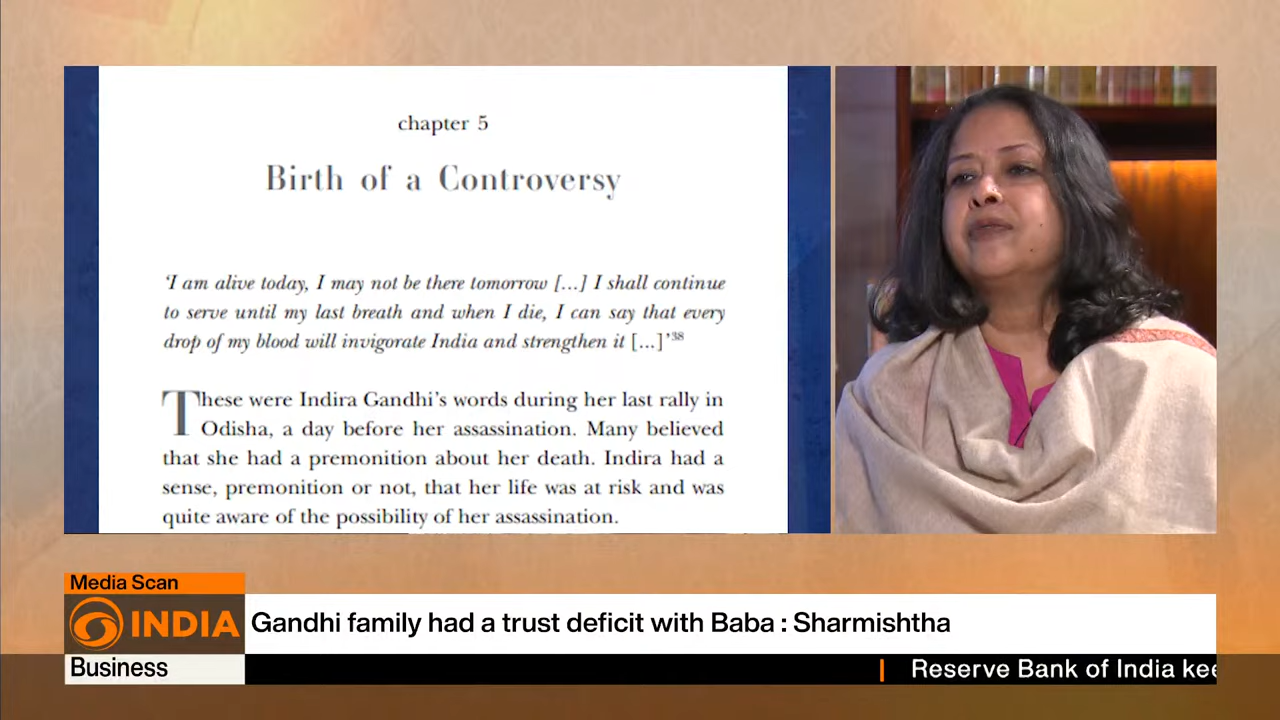 chapter 5
Birth of a Controversy
‘I am alive today, I may not be there tomorrow [...] I shall continue
to serve until my last breath and when I die, I can say that every
drop of my blood will invigorate India and strengthen it [...]’38
These were Indira Gandhi’s words during her last rally in
Odisha, a day before her assassination. Many believed
that she had a premonition about her death. Indira had a
sense, premonition or not, that her life was at risk and was
quite aware of the possibility of her assassination.
Media Scan
INDIA
Gandhi family had a trust deficit with Baba : Sharmishtha
Business
| Reserve Bank of India kee